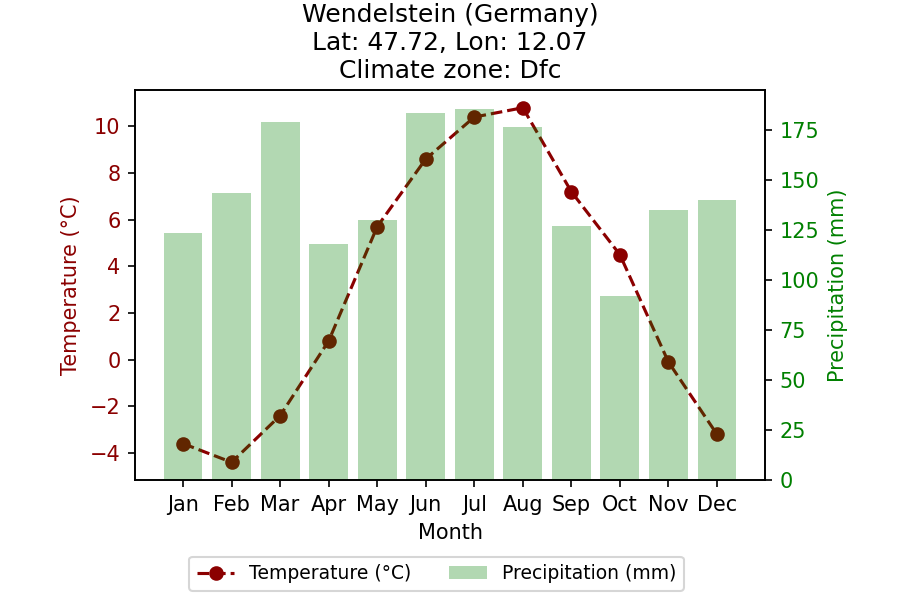 Wendelstein (Germany)
Lat: 47.72, Lon: 12.07
Climate zone: Dfc
Temperature (°C)
10
8
6
4
2
0
−2
−4
175
150
125
100
75
50
25
0
Precipitation (mm)
Jan Feb Mar Apr May Jun Jul Aug Sep Oct Nov Dec
Month
Temperature (°C) Precipitation (mm)